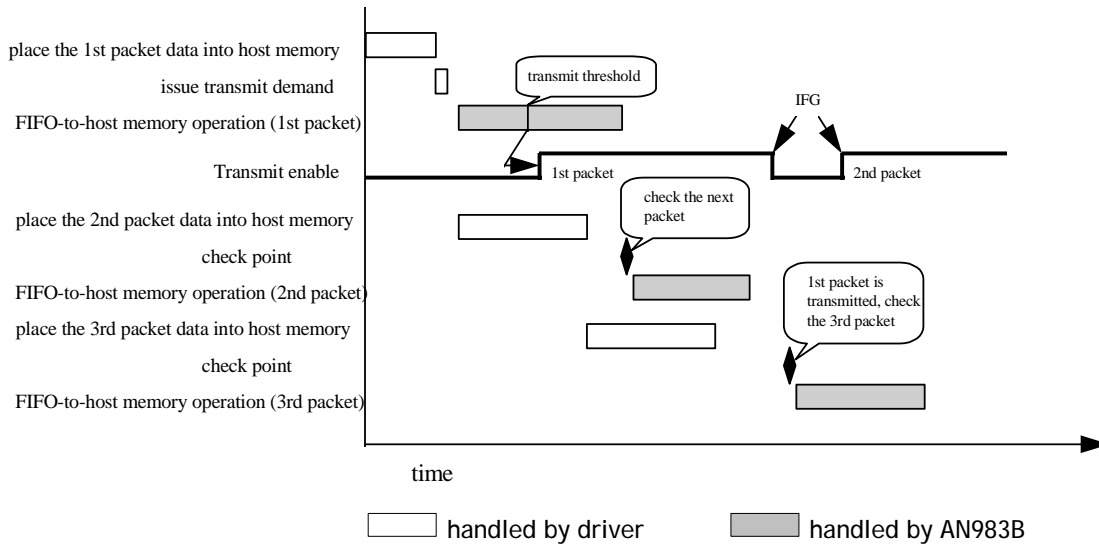 place the 1st packet data into host memory
issue transmit demand
transmit threshold
FIFO-to-host memory operation (1st packet)
IFG
Transmit enable
1st packet
2nd packet
check the next
packet
place the 2nd packet data into host memory
check point
FIFO-to-host memory operation (2nd packet)
1st packet is
transmitted, check
the 3rd packet
place the 3rd packet data into host memory
check point
FIFO-to-host memory operation (3rd packet)
time
handled by driver
handled by AN983B